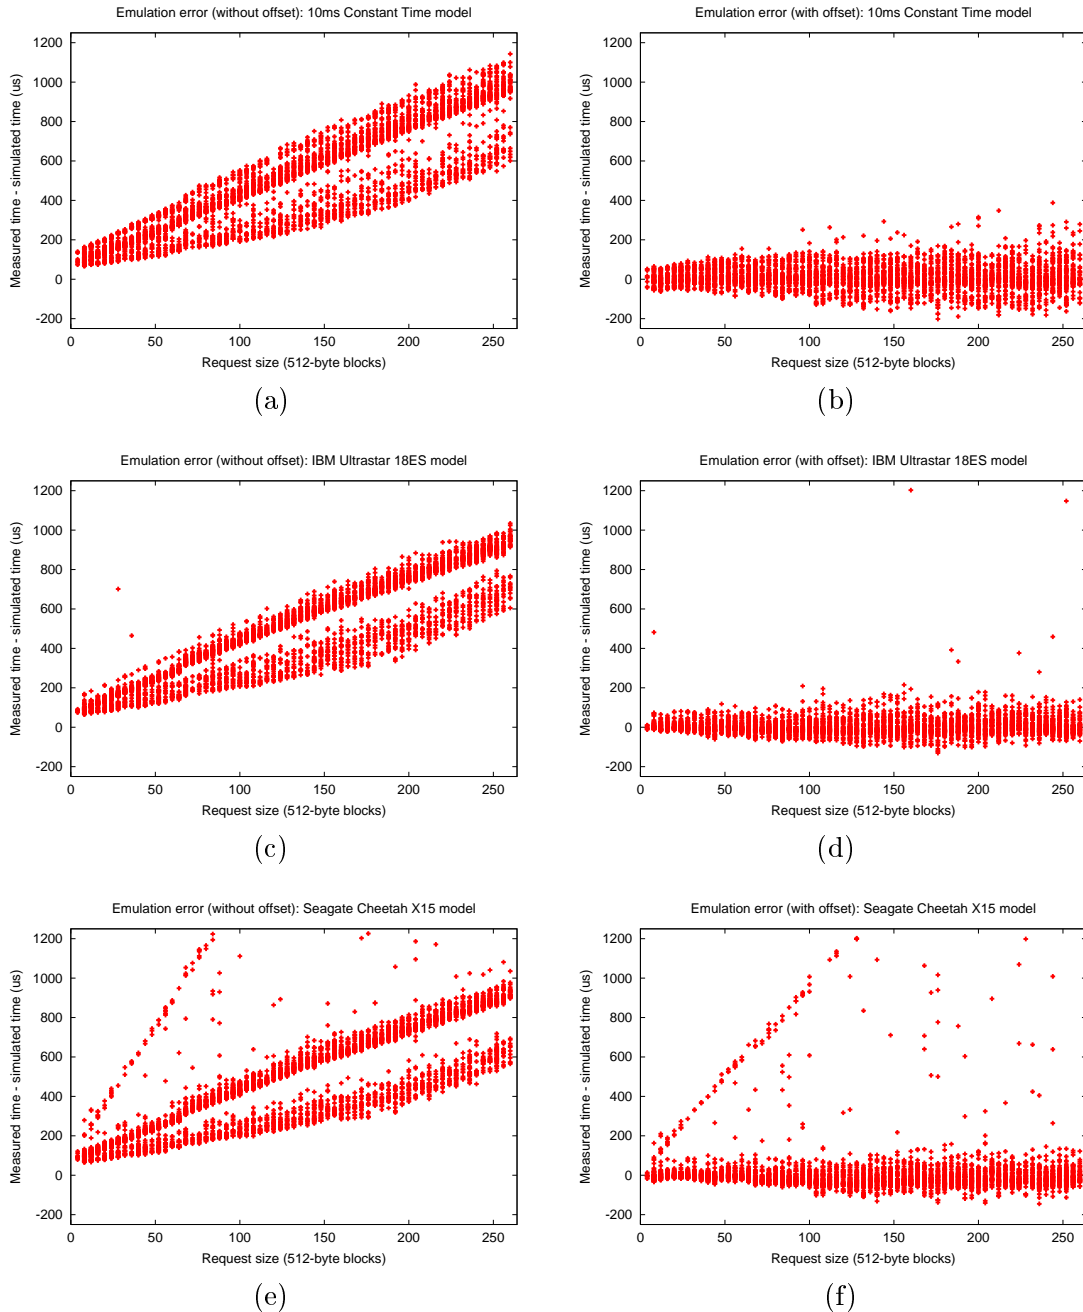 Emulation error (without offset): 10ms Constant Time model
Measured time - simulated time (us)
1200
1000
800
600
400
200
0
-200
0 50 100 150 200 250
Request size (512-byte blocks)
(a)
Emulation error (with offset): 10ms Constant Time model
Measured time - simulated time (us)
1200
1000
800
600
400
200
0
-200
0 50 100 150 200 250
Request size (512-byte blocks)
(b)
Emulation error (without offset): IBM Ultrastar 18ES model
Measured time - simulated time (us)
1200
1000
800
600
400
200
0
-200
0 50 100 150 200 250
Request size (512-byte blocks)
(c)
Emulation error (with offset): IBM Ultrastar 18ES model
Measured time - simulated time (us)
1200
1000
800
600
400
200
0
-200
0 50 100 150 200 250
Request size (512-byte blocks)
(d)
Emulation error (without offset): Seagate Cheetah X15 model
Measured time - simulated time (us)
1200
1000
800
600
400
200
0
-200
0 50 100 150 200 250
Request size (512-byte blocks)
(e)
Emulation error (with offset): Seagate Cheetah X15 model
Measured time - simulated time (us)
1200
1000
800
600
400
200
0
-200
0 50 100 150 200 250
Request size (512-byte blocks)
(f)